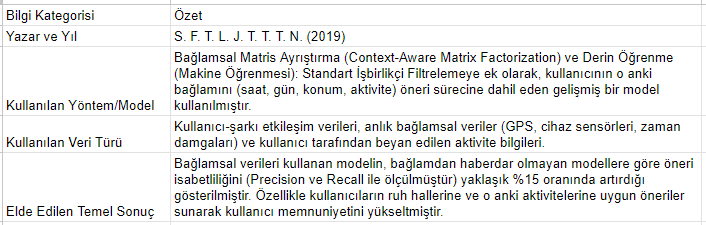 Bilgi Kategorisi Özet
Yazar ve Yıl S. F. T. L. J. T. T. T. N. (2019)
Bağlamsal Matris Ayrıştırma (Context-Aware Matrix Factorization) ve Derin Öğrenme
(Makine Öğrenmesi): Standart İşbirlikçi Filtrelemeye ek olarak, kullanıcının o anki
bağlamını (saat, gün, konum, aktivite) öneri sürecine dahil eden gelişmiş bir model
Kullanılan Yöntem/Model kullanılmıştır.
Kullanıcı-şarkı etkileşim verileri, anlık bağlamsal veriler (GPS, cihaz sensörleri, zaman
Kullanılan Veri Türü damgaları) ve kullanıcı tarafından beyan edilen aktivite bilgileri.
Bağlamsal verileri kullanan modelin, bağlamdan haberdar olmayan modellere göre öneri
isabetliliğini (Precision ve Recall ile ölçülmüştür) yaklaşık %15 oranında artırdığı
gösterilmiştir. Özellikle kullanıcıların ruh hallerine ve o anki aktivitelerine uygun öneriler
Elde Edilen Temel Sonuç sunarak kullanıcı memnuniyetini yükseltmiştir.